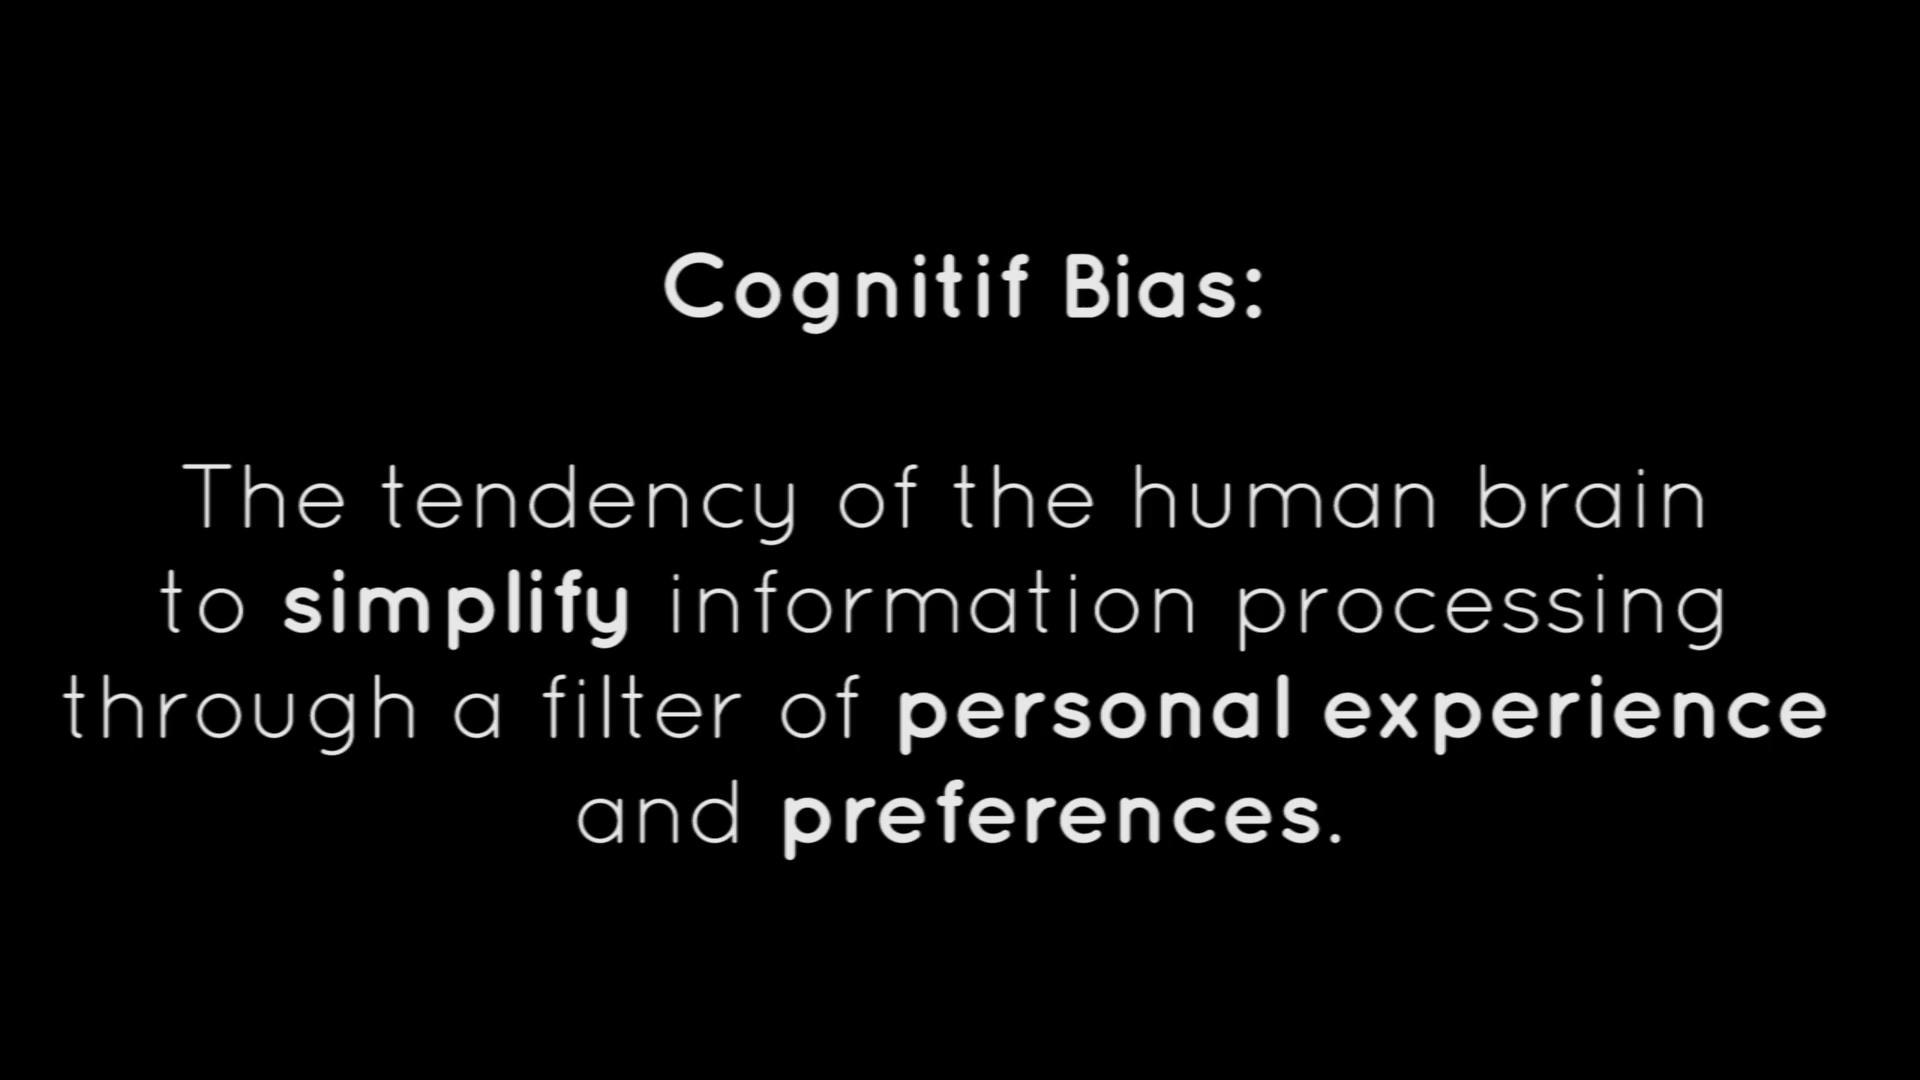 Cognitif Bias:
The tendency of the human brain
to simplify information processing
through a filter of personal experience
and preferences.